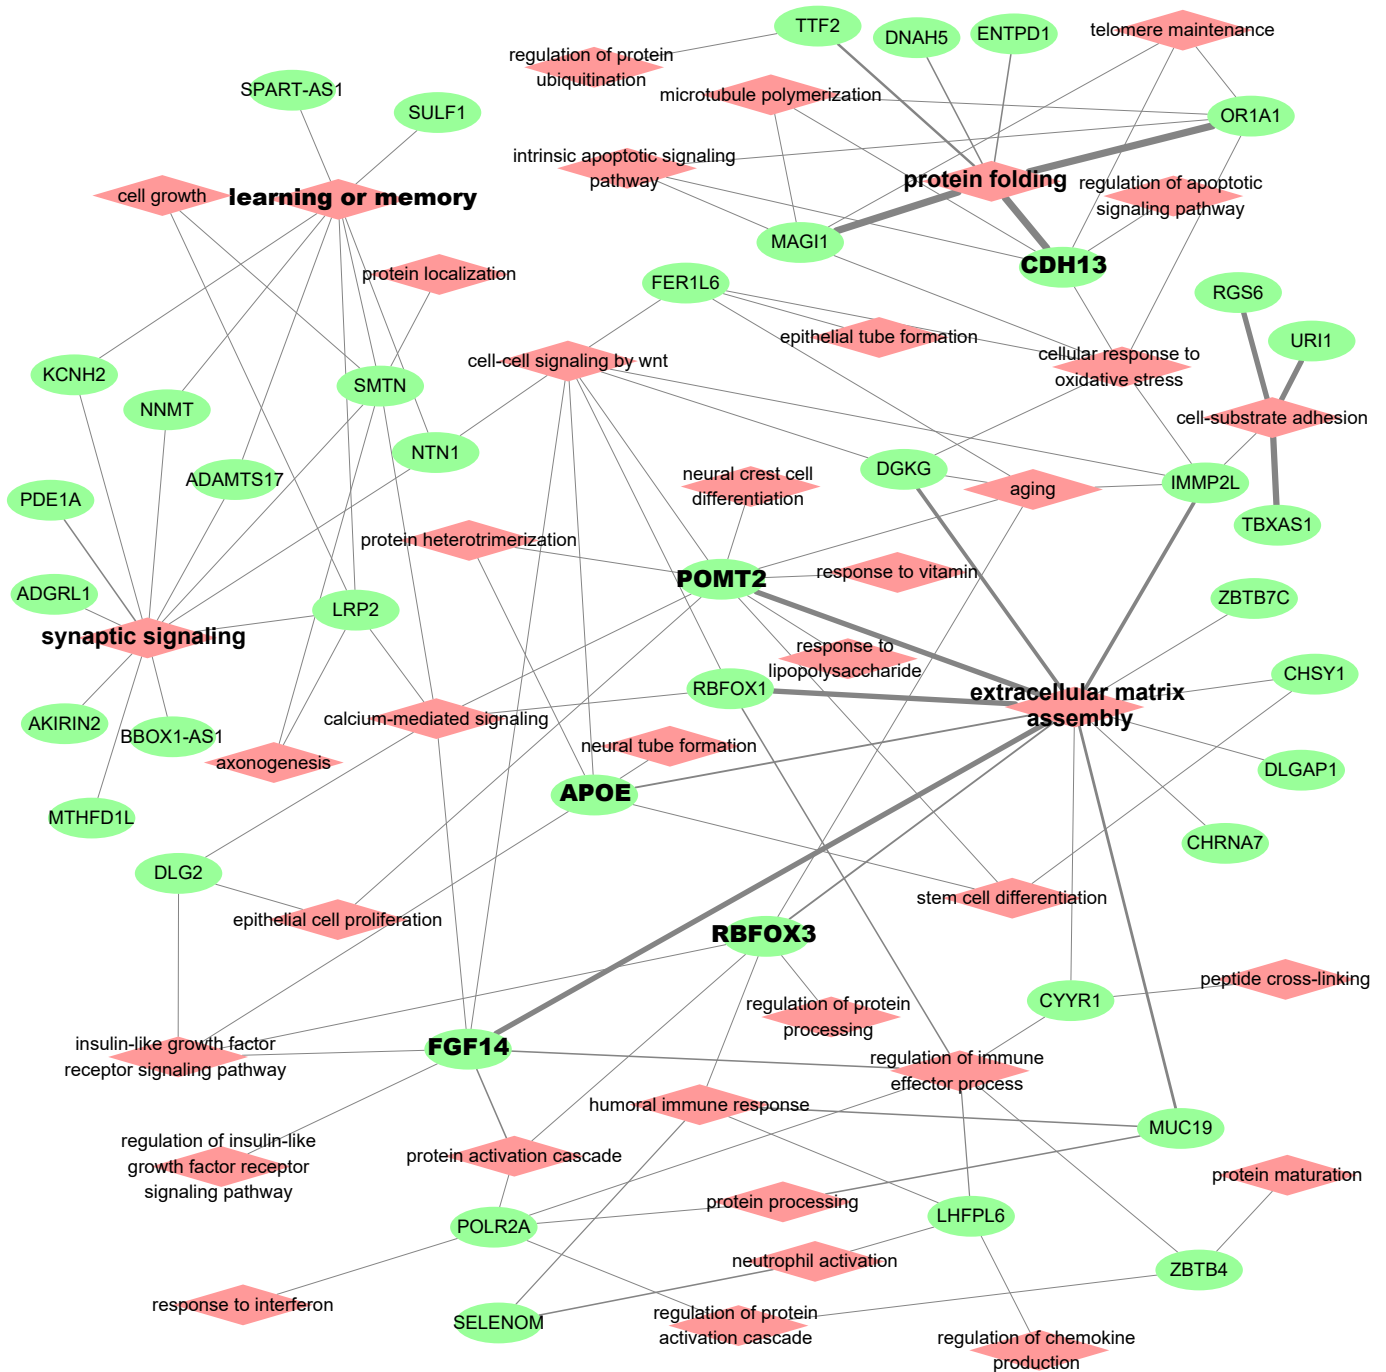 TTF2
DNAH5
ENTPD1
telomere maintenance
regulation of protein
ubiquitination
SPART-AS1
SULF1
microtubule polymerization
OR1A1
intrinsic apoptotic signaling
pathway
protein folding
regulation of apoptotic
signaling pathway
cell growth
learning or memory
MAGI1
CDH13
protein localization
FER1L6
RGS6
epithelial tube formation
URI1
cell-cell signaling by wnt
cellular response to
oxidative stress
KCNH2
SMTN
NNMT
cell-substrate adhesion
NTN1
ADAMTS17
neural crest cell
differentiation
DGKG
aging
IMMP2L
PDE1A
TBXAS1
protein heterotrimerization
POMT2
response to vitamin
ADGRL1
LRP2
ZBTB7C
synaptic signaling
response to
lipopolysaccharide
CHSY1
RBFOX1
extracellular matrix
assembly
AKIRIN2
BBOX1-AS1
calcium-mediated signaling
neural tube formation
axonogenesis
DLGAP1
APOE
MTHFD1L
CHRNA7
DLG2
stem cell differentiation
epithelial cell proliferation
RBFOX3
peptide cross-linking
CYYR1
regulation of protein
processing
insulin-like growth factor
receptor signaling pathway
FGF14
regulation of immune
effector process
humoral immune response
MUC19
regulation of insulin-like
growth factor receptor
signaling pathway
protein activation cascade
protein maturation
protein processing
LHFPL6
POLR2A
neutrophil activation
ZBTB4
response to interferon
SELENOM
regulation of protein
activation cascade
regulation of chemokine
production